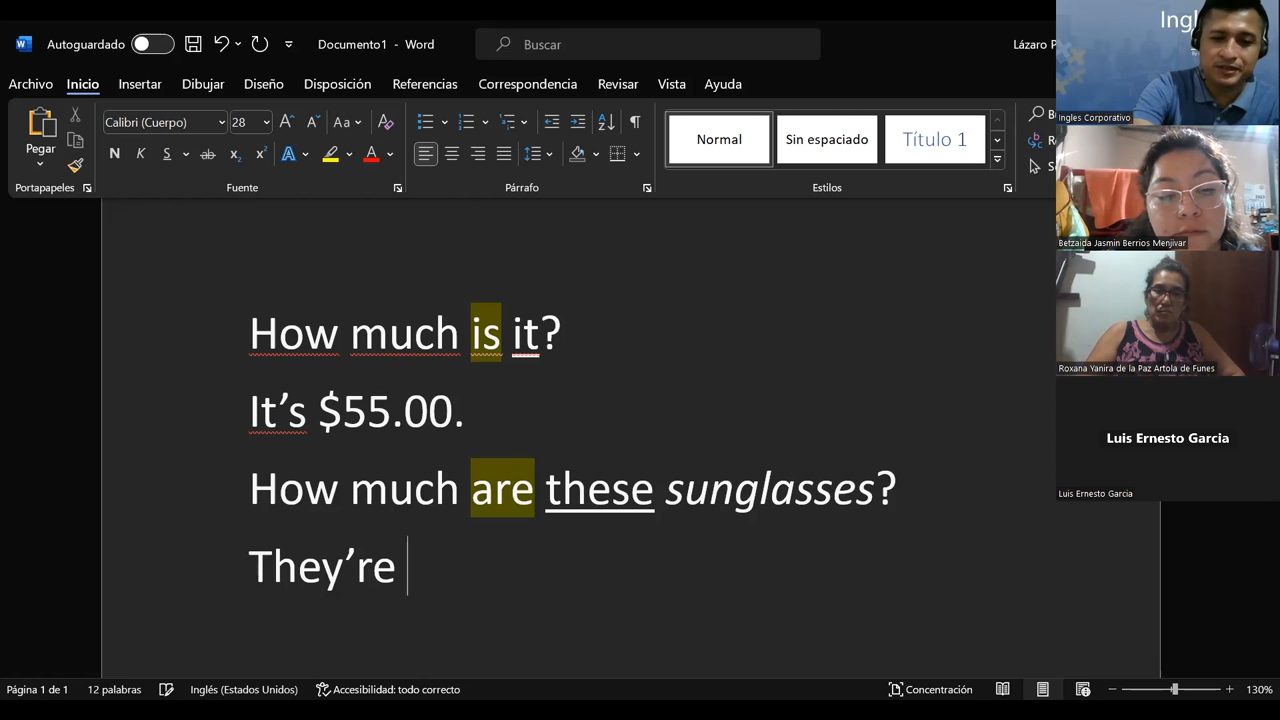 Autoguardado
Documento1 - Word
Buscar
Lázaro P
Archivo Inicio Insertar Dibujar Diseño Disposición Referencias Correspondencia Revisar Vista Ayuda
Pegar
Portapapeles
Calibri (Cuerpo) 28
Fuente
Párrafo
Normal
Sin espaciado
Título 1
Estilos
How much is it?
It’s $55.00.
How much are these sunglasses?
They’re
Ingl
Ingles Corporativo
Betzaida Jasmin Berrios Menjivar
Roxana Yanira de la Paz Artola de Funes
Luis Ernesto Garcia
Luis Ernesto Garcia
Página 1 de 1 12 palabras Inglés (Estados Unidos) Accesibilidad: todo correcto Concentración 130%